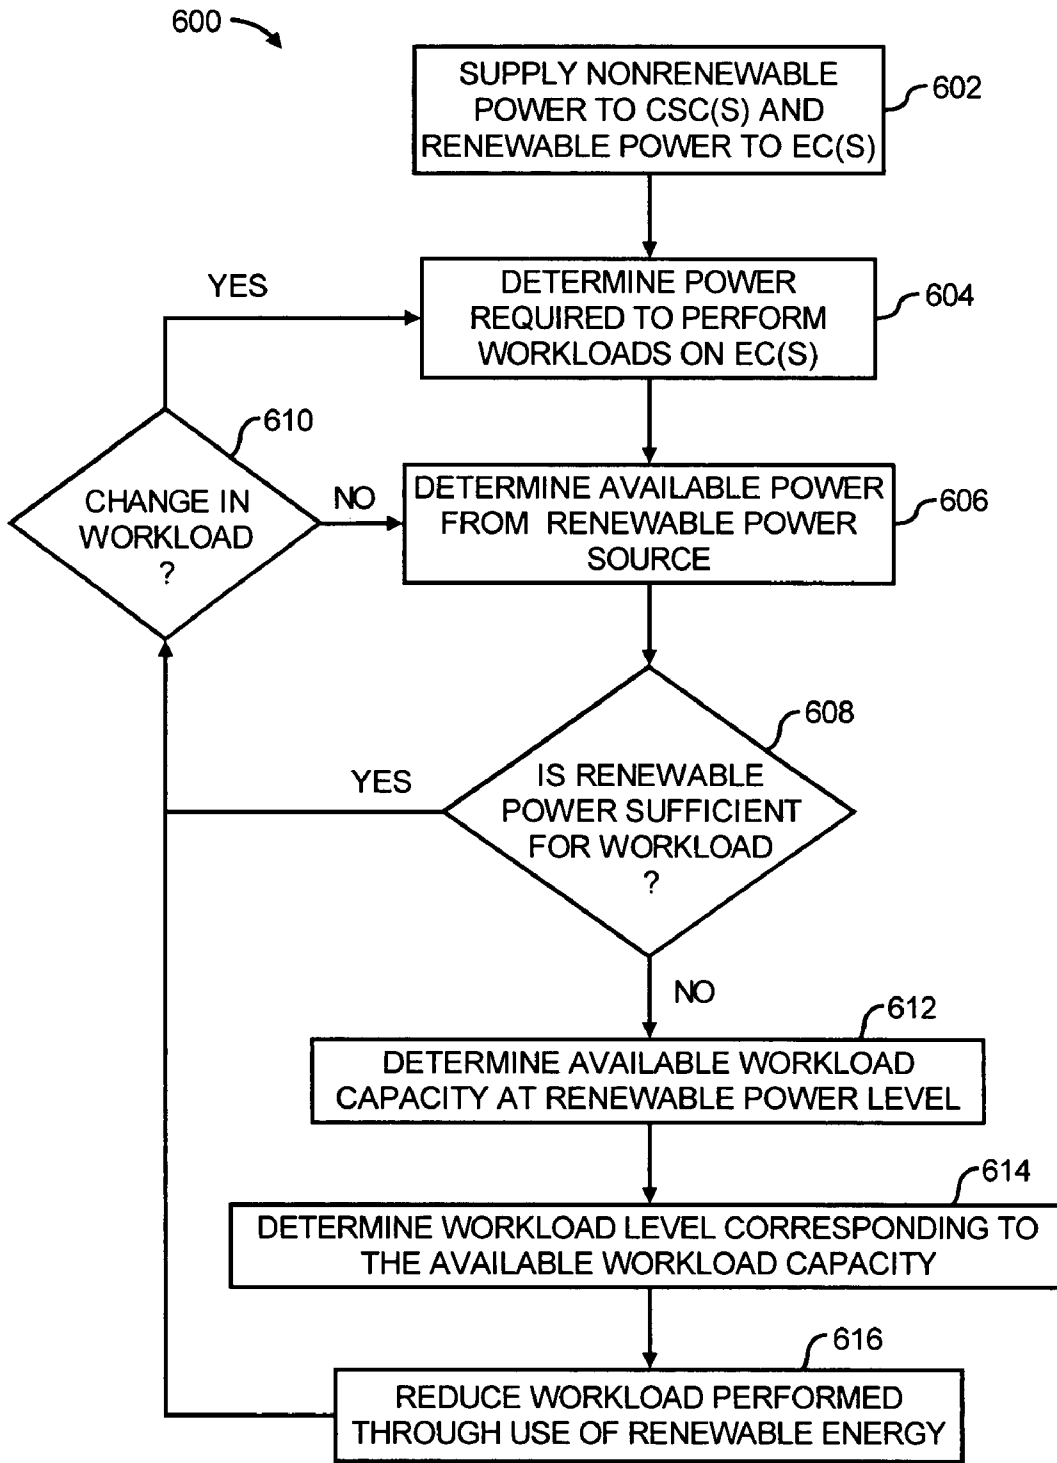 600
SUPPLY NONRENEWABLE
POWER TO CSC(S) AND
RENEWABLE POWER TO EC(S)
602
YES
DETERMINE POWER
REQUIRED TO PERFORM
WORKLOADS ON EC(S)
604
610
CHANGE IN
WORKLOAD
?
NO
DETERMINE AVAILABLE POWER
FROM RENEWABLE POWER
SOURCE
606
608
YES
IS RENEWABLE
POWER SUFFICIENT
FOR WORKLOAD
?
NO
612
DETERMINE AVAILABLE WORKLOAD
CAPACITY AT RENEWABLE POWER LEVEL
614
DETERMINE WORKLOAD LEVEL CORRESPONDING TO
THE AVAILABLE WORKLOAD CAPACITY
616
REDUCE WORKLOAD PERFORMED
THROUGH USE OF RENEWABLE ENERGY